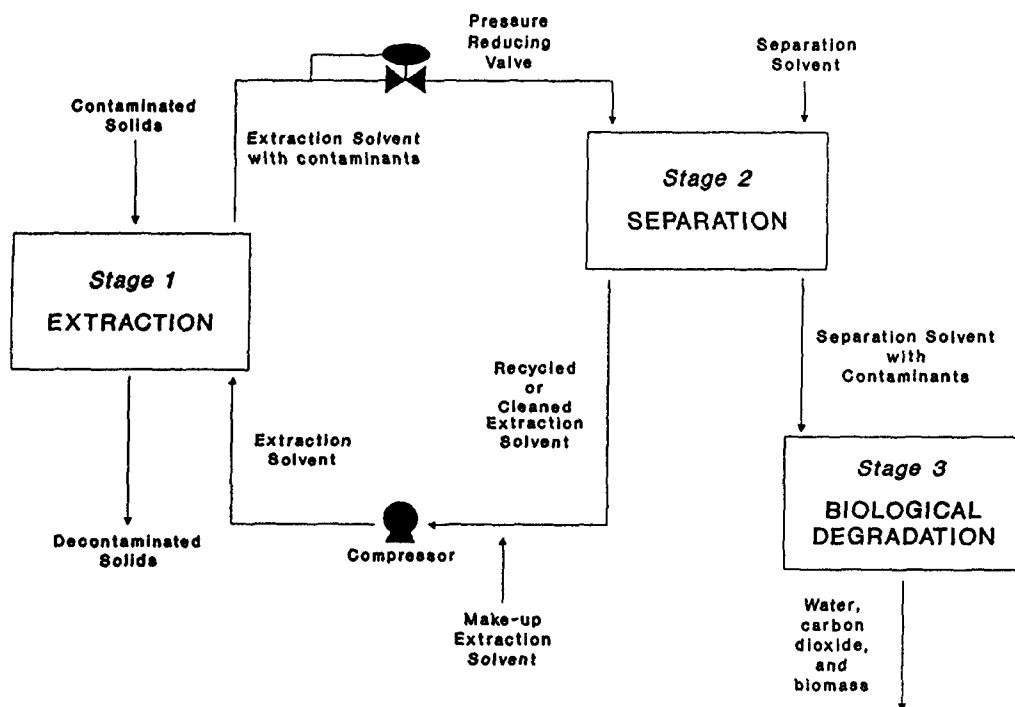 Pressure
Reducing
Valve
Separation
Solvent
Contaminated
Solids
Extraction Solvent
with contaminants
Stage 2
SEPARATION
Stage 1
EXTRACTION
Separation Solvent
with
Contaminants
Recycled
or
Cleaned
Extraction
Solvent
Extraction
Solvent
Stage 3
BIOLOGICAL
DEGRADATION
Decontaminated
Solids
Compressor
Make-up
Extraction
Solvent
Water,
carbon
dioxide,
and
biomass